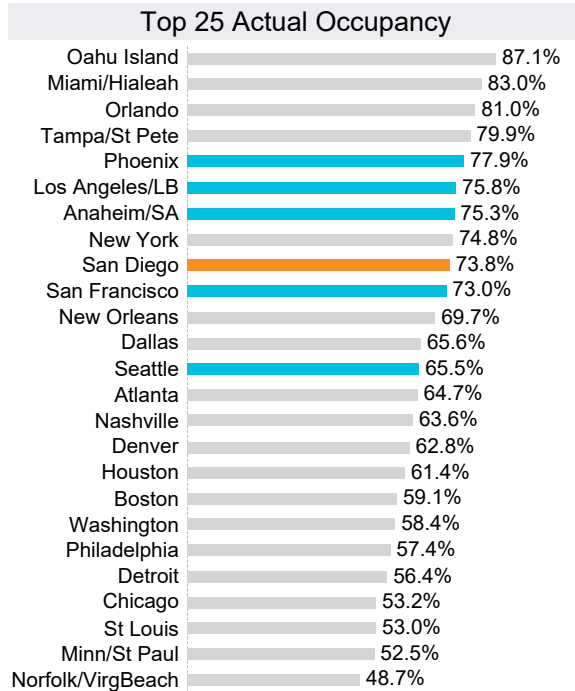 Top 25 Actual Occupancy
Oahu Island 87.1%
Miami/Hialeah 83.0%
Orlando 81.0%
Tampa/St Pete 79.9%
Phoenix 77.9%
Los Angeles/LB 75.8%
Anaheim/SA 75.3%
New York 74.8%
San Diego 73.8%
San Francisco 73.0%
New Orleans 69.7%
Dallas 65.6%
Seattle 65.5%
Atlanta 64.7%
Nashville 63.6%
Denver 62.8%
Houston 61.4%
Boston 59.1%
Washington 58.4%
Philadelphia 57.4%
Detroit 56.4%
Chicago 53.2%
St Louis 53.0%
Minn/St Paul 52.5%
Norfolk/VirgBeach 48.7%